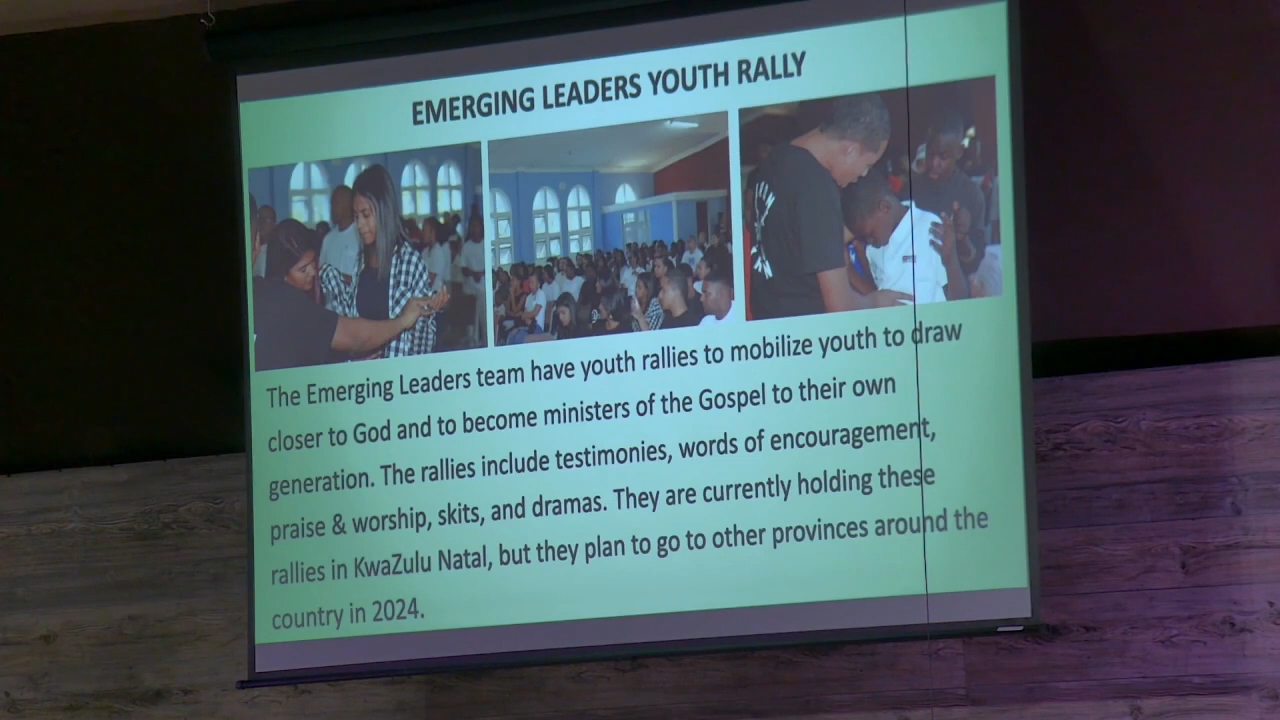 EMERGING LEADERS YOUTH RALLY
The Emerging Leaders team have youth rallies to mobilize youth to draw
closer to God and to become ministers of the Gospel to their own
generation. The rallies include testimonies, words of encouragement,
praise & worship, skits, and dramas. They are currently holding these
rallies in KwaZulu Natal, but they plan to go to other provinces around the
country in 2024.